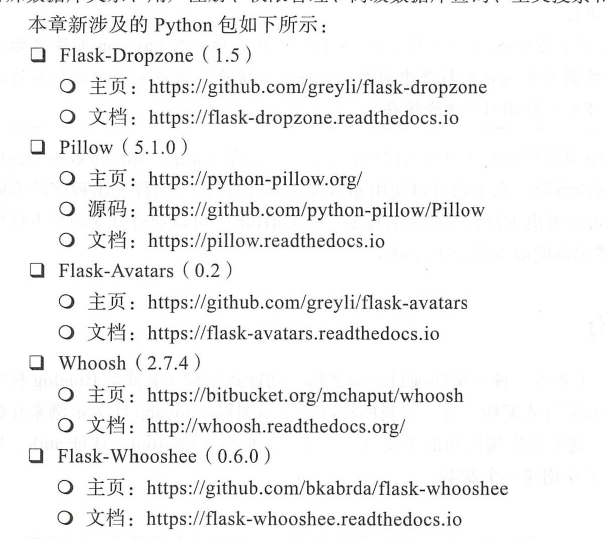 本章新涉及的 Python 包如下所示：
❑ Flask-Dropzone（1.5）
❍ 主页：https://github.com/greyli/flask-dropzone
❍ 文档：https://flask-dropzone.readthedocs.io
❑ Pillow（5.1.0）
❍ 主页：https://python-pillow.org/
❍ 源码：https://github.com/python-pillow/Pillow
❍ 文档：https://pillow.readthedocs.io
❑ Flask-Avatars（0.2）
❍ 主页：https://github.com/greyli/flask-avatars
❍ 文档：https://flask-avatars.readthedocs.io
❑ Whoosh（2.7.4）
❍ 主页：https://bitbucket.org/mchaput/whoosh
❍ 文档：http://whoosh.readthedocs.org/
❑ Flask-Whooshee（0.6.0）
❍ 主页：https://github.com/bkabrda/flask-whooshee
❍ 文档：https://flask-whooshee.readthedocs.io